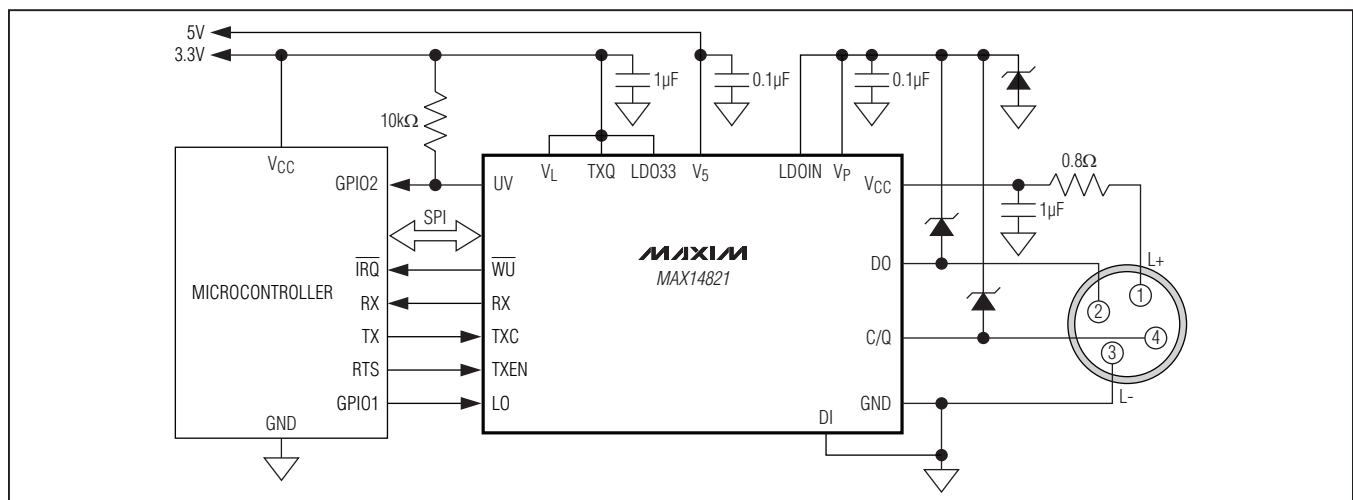 5V
3.3V
1µF
0.1µF
0.1µF
10kΩ
VCC
GPIO2
SPI
IRQ
MICROCONTROLLER
RX
TX
RTS
GPIO1
GND
UV
VL
TXQ
LDO33
V5
LDOIN
VP
VCC
MAXIM
MAX14821
WU
RX
TXC
TXEN
LO
DO
C/Q
GND
DI
0.8Ω
1µF
L+
1
2
4
3
L-